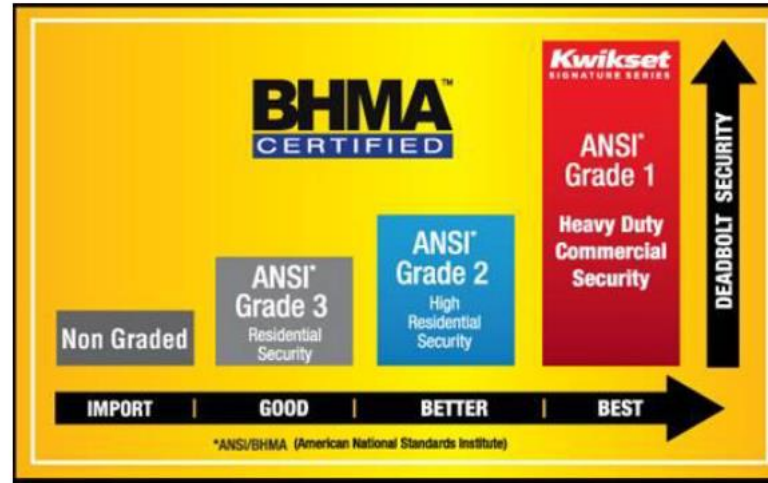 BHMA™
CERTIFIED
Kwikset
SIGNATURE SERIES
ANSI*
Grade 1
Heavy Duty
Commercial
Security
ANSI*
Grade 2
High
Residential
Security
ANSI*
Grade 3
Residential
Security
Non Graded
DEADBOLT SECURITY
IMPORT | GOOD | BETTER | BEST
*ANSI/BHMA (American National Standards Institute)